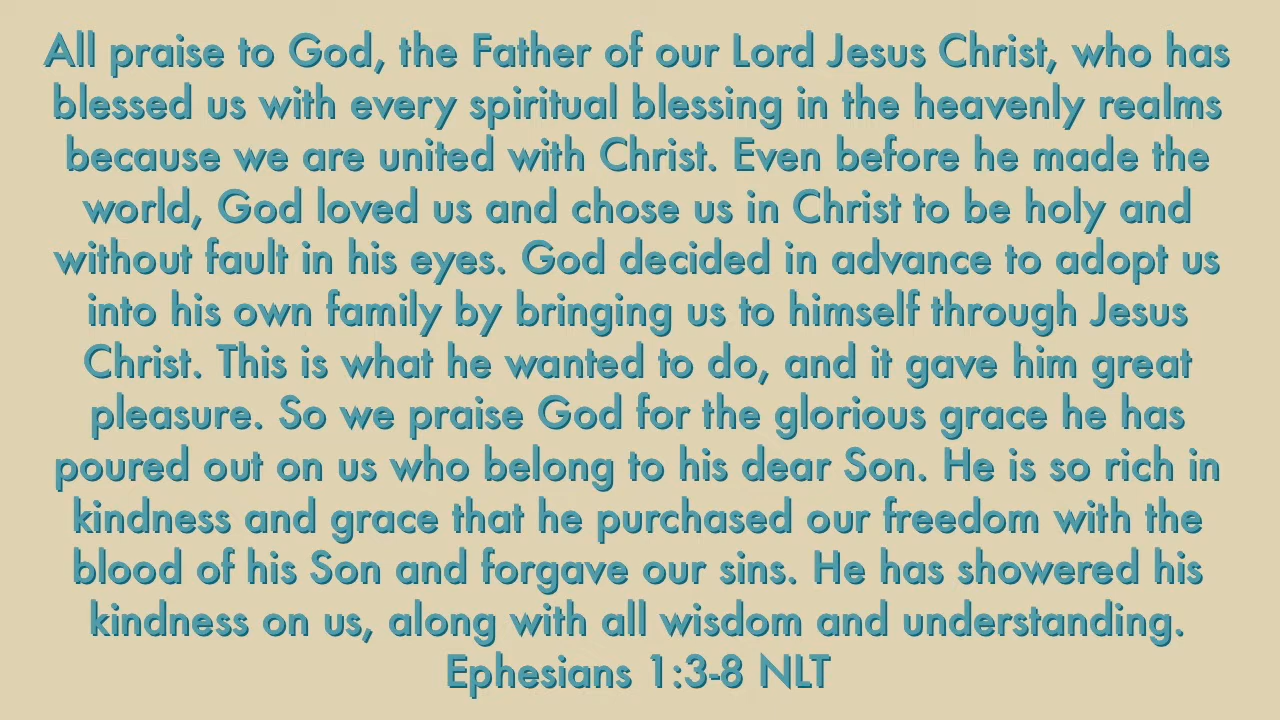 All praise to God, the Father of our Lord Jesus Christ, who has
blessed us with every spiritual blessing in the heavenly realms
because we are united with Christ. Even before he made the
world, God loved us and chose us in Christ to be holy and
without fault in his eyes. God decided in advance to adopt us
into his own family by bringing us to himself through Jesus
Christ. This is what he wanted to do, and it gave him great
pleasure. So we praise God for the glorious grace he has
poured out on us who belong to his dear Son. He is so rich in
kindness and grace that he purchased our freedom with the
blood of his Son and forgave our sins. He has showered his
kindness on us, along with all wisdom and understanding.
Ephesians 1:3-8 NLT